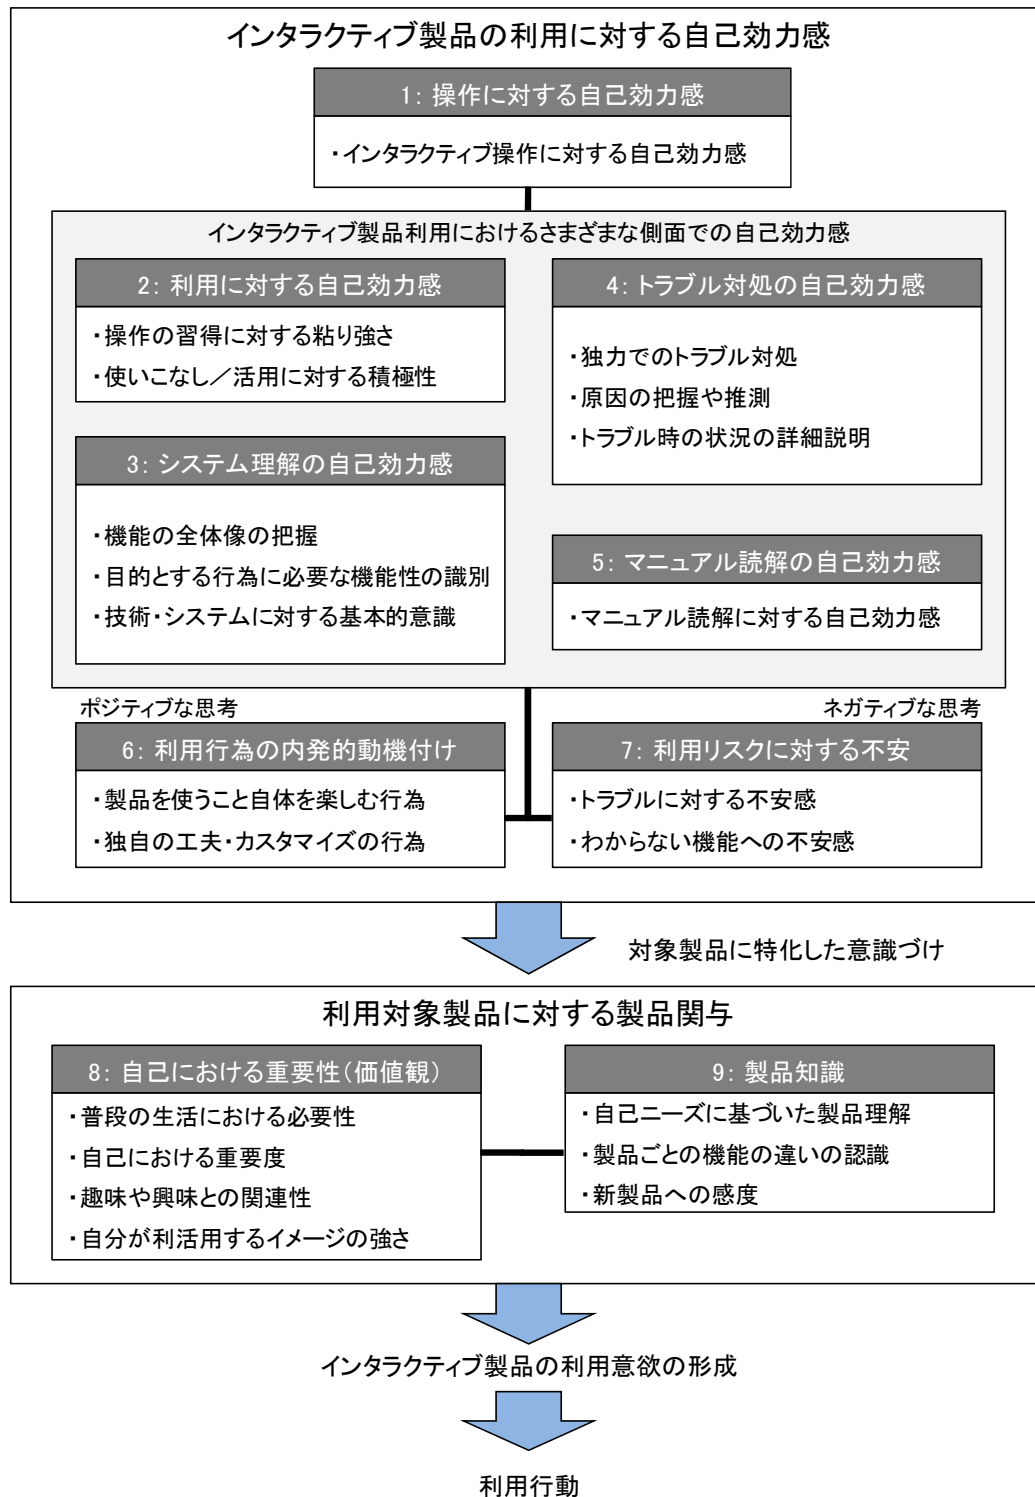 インタラクティブ製品の利用に対する自己効力感
1: 操作に対する自己効力感
・インタラクティブ操作に対する自己効力感
インタラクティブ製品利用におけるさまざまな側面での自己効力感
2: 利用に対する自己効力感
・操作の習得に対する粘り強さ
・使いこなし／活用に対する積極性
3: システム理解の自己効力感
・機能の全体像の把握
・目的とする行為に必要な機能性の識別
・技術・システムに対する基本的意識
4: トラブル対処の自己効力感
・独力でのトラブル対処
・原因の把握や推測
・トラブル時の状況の詳細説明
5: マニュアル読解の自己効力感
・マニュアル読解に対する自己効力感
ポジティブな思考
6: 利用行為の内発的動機付け
・製品を使うこと自体を楽しむ行為
・独自の工夫・カスタマイズの行為
ネガティブな思考
7: 利用リスクに対する不安
・トラブルに対する不安感
・わからない機能への不安感
対象製品に特化した意識づけ
利用対象製品に対する製品関与
8: 自己における重要性（価値観）
・普段の生活における必要性
・自己における重要度
・趣味や興味との関連性
・自分が利活用するイメージの強さ
9: 製品知識
・自己ニーズに基づいた製品理解
・製品ごとの機能の違いの認識
・新製品への感度
インタラクティブ製品の利用意欲の形成
利用行動